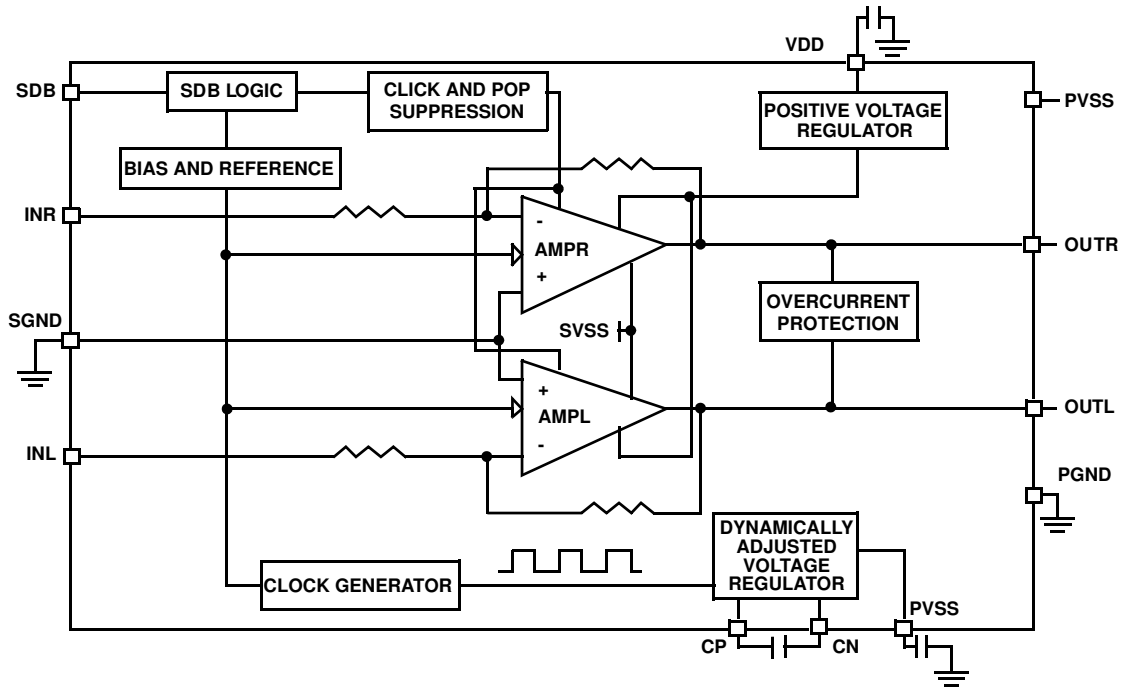 VDD
SDB
SDB LOGIC
CLICK AND POP
SUPPRESSION
POSITIVE VOLTAGE
REGULATOR
PVSS
BIAS AND REFERENCE
INR
-
AMPR
+
OUTR
OVERCURRENT
PROTECTION
SGND
SVSS
+
AMPL
-
OUTL
INL
PGND
DYNAMICALLY
ADJUSTED
VOLTAGE
REGULATOR
CLOCK GENERATOR
PVSS
CP
CN